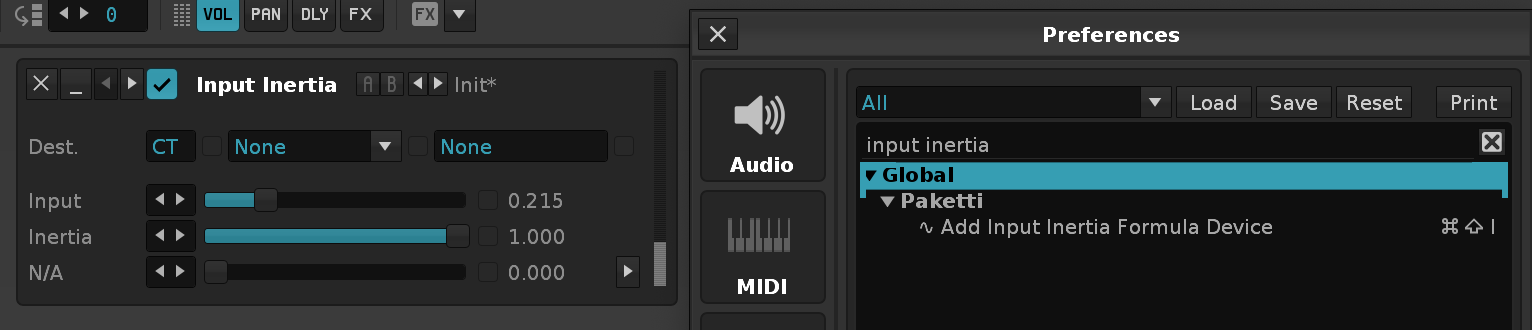 0 VOL PAN DLY FX FX
Preferences
Input Inertia A B Init*
All Load Save Reset Print
Dest. CT None None
input inertia
Audio
Global
Input 0.215
Paketti
Inertia 1.000
∿ Add Input Inertia Formula Device ⌘⇧I
N/A 0.000
MIDI